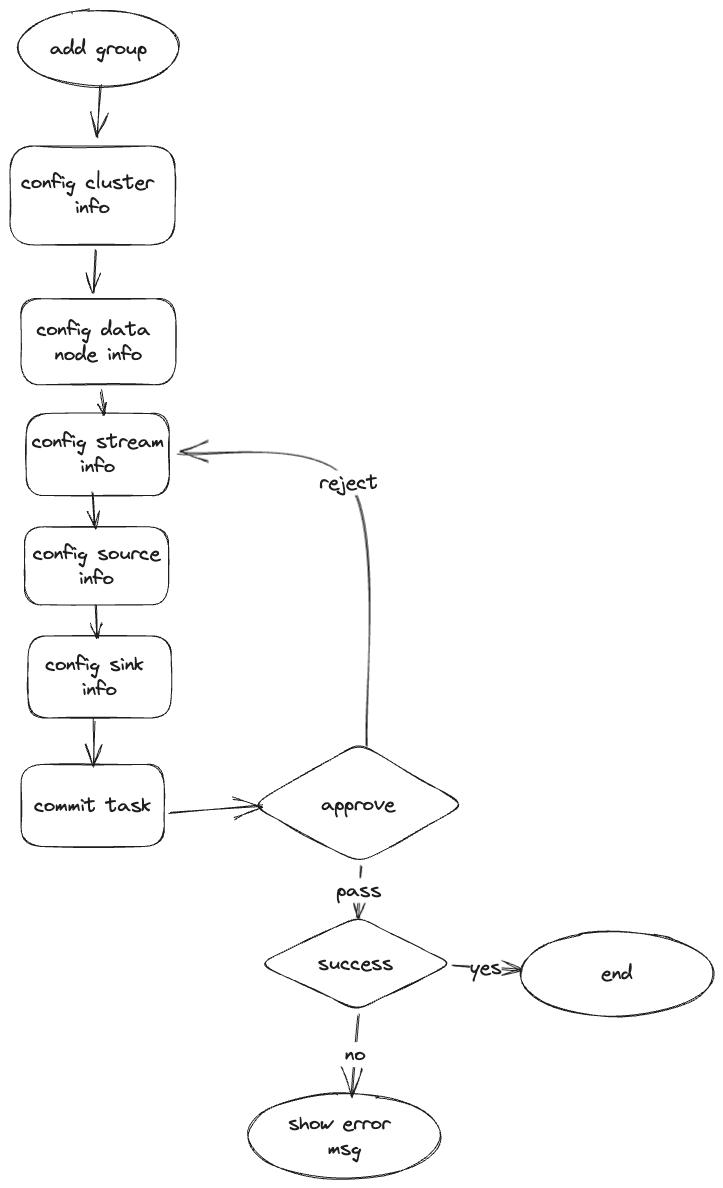 add group
config cluster
info
config data
node info
config stream
info
reject
config source
info
config sink
info
commit task
approve
pass
success
yes
end
no
show error
msg